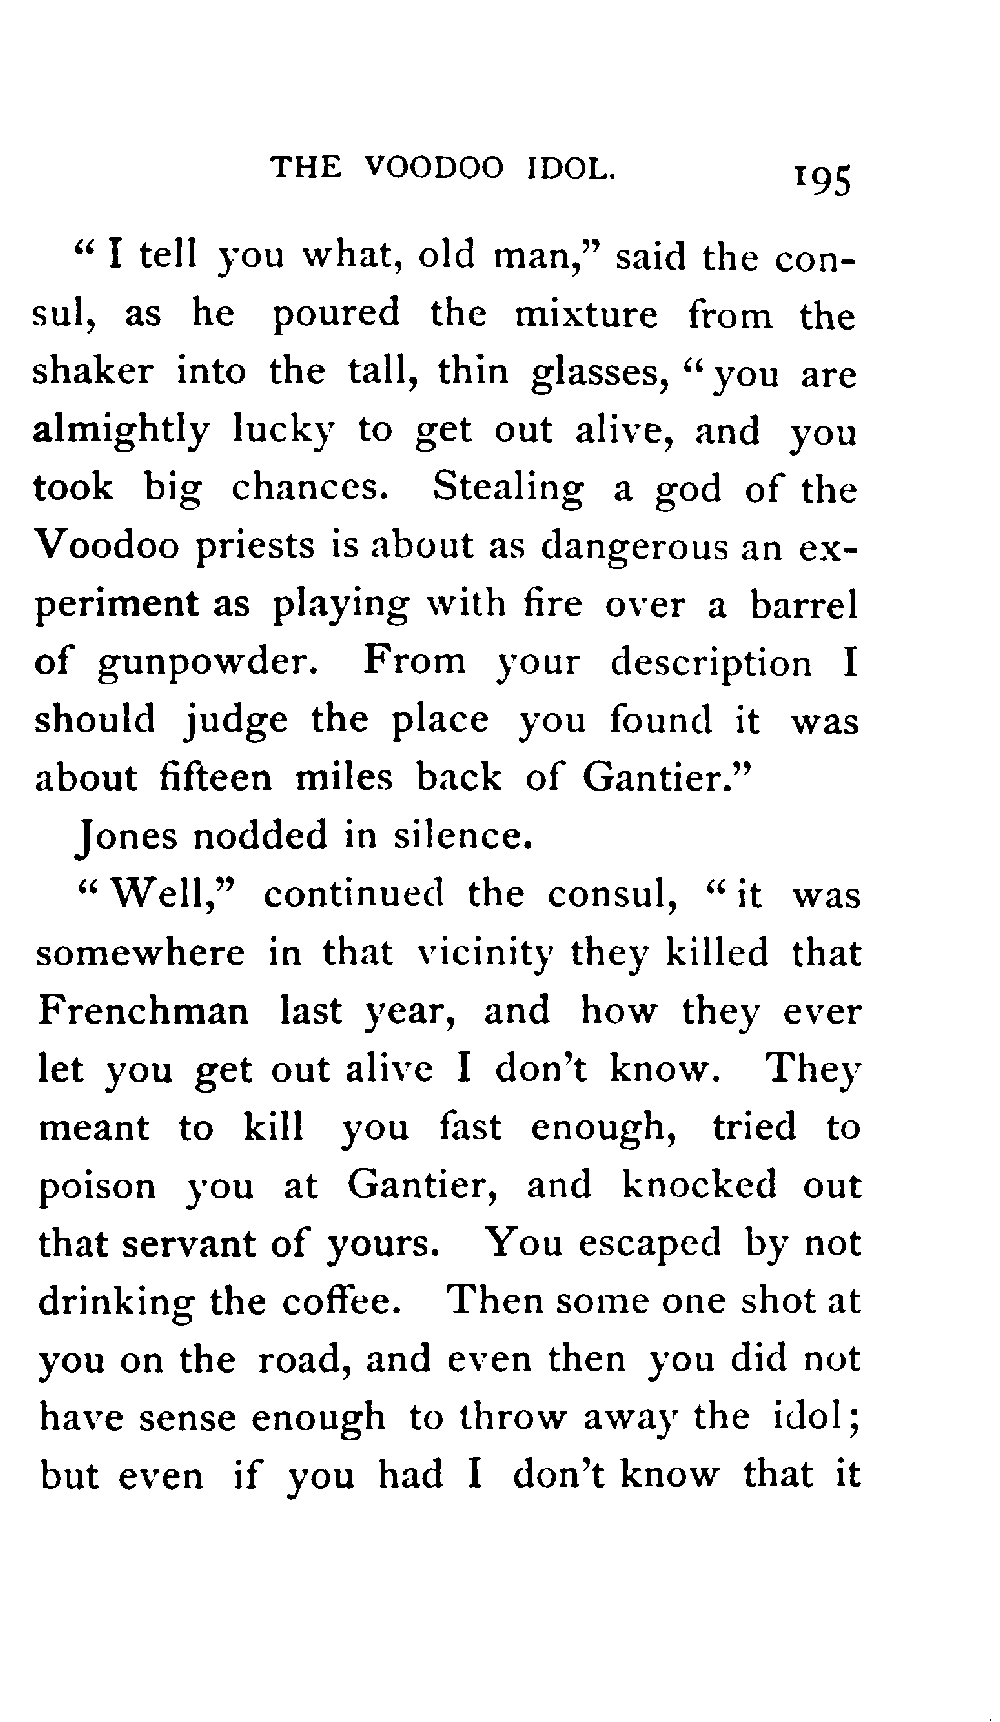 THE VOODOO IDOL. 195
“ I tell you what, old man,” said the con-
sul, as he poured the mixture from the
shaker into the tall, thin glasses, “ you are
almightly lucky to get out alive, and you
took big chances. Stealing a god of the
Voodoo priests is about as dangerous an ex-
periment as playing with fire over a barrel
of gunpowder. From your description I
should judge the place you found it was
about fifteen miles back of Gantier.”
Jones nodded in silence.
“ Well,” continued the consul, “ it was
somewhere in that vicinity they killed that
Frenchman last year, and how they ever
let you get out alive I don’t know. They
meant to kill you fast enough, tried to
poison you at Gantier, and knocked out
that servant of yours. You escaped by not
drinking the coffee. Then some one shot at
you on the road, and even then you did not
have sense enough to throw away the idol ;
but even if you had I don’t know that it